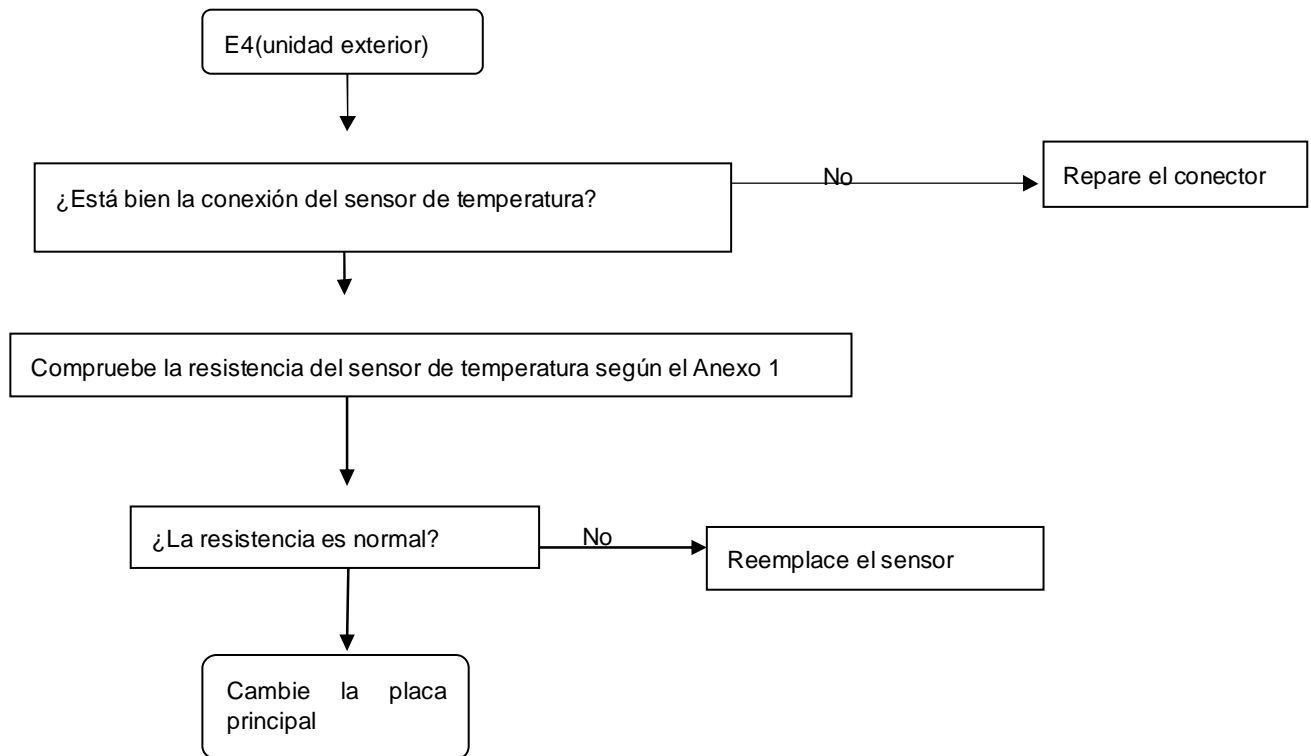 E4(unidad exterior)
¿Está bien la conexión del sensor de temperatura?
No
Repare el conector
Compruebe la resistencia del sensor de temperatura según el Anexo 1
¿La resistencia es normal?
No
Reemplace el sensor
Cambie la placa
principal